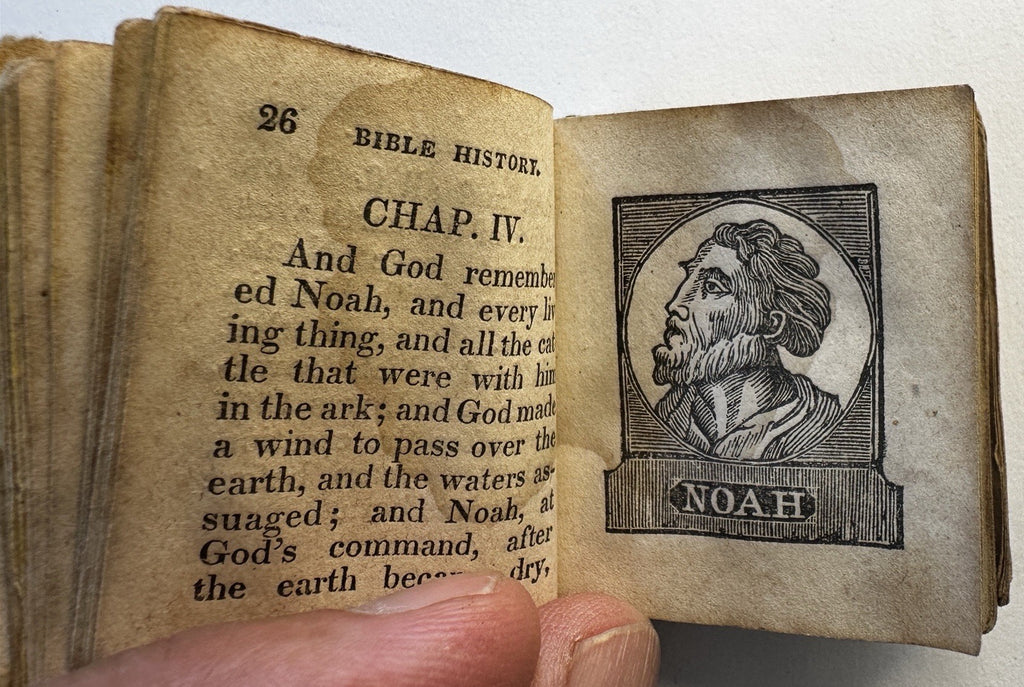 26
BIBLE HISTORY.
CHAP. IV.
And God remember
ed Noah, and every liv
ing thing, and all the cat
tle that were with him
in the ark; and God made
a wind to pass over the
earth, and the waters as-
suaged; and Noah, at
God's command, after
the earth dry,
NOAH